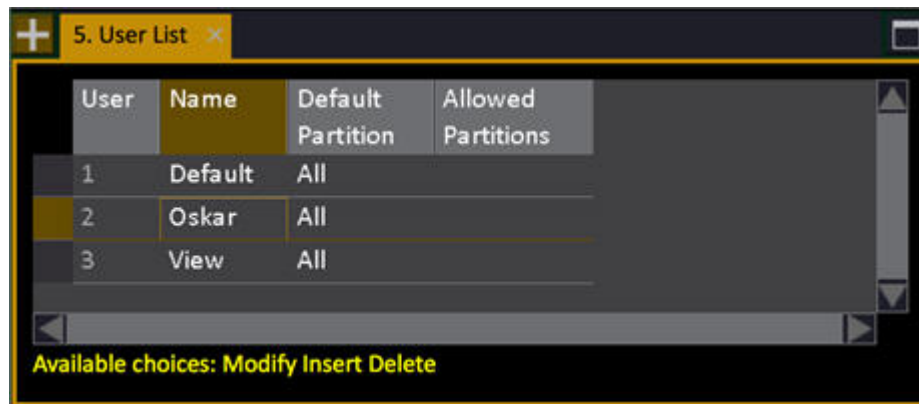 5. User List
User Name Default Partition Allowed Partitions
1 Default All
2 Oskar All
3 View All
Available choices: Modify Insert Delete